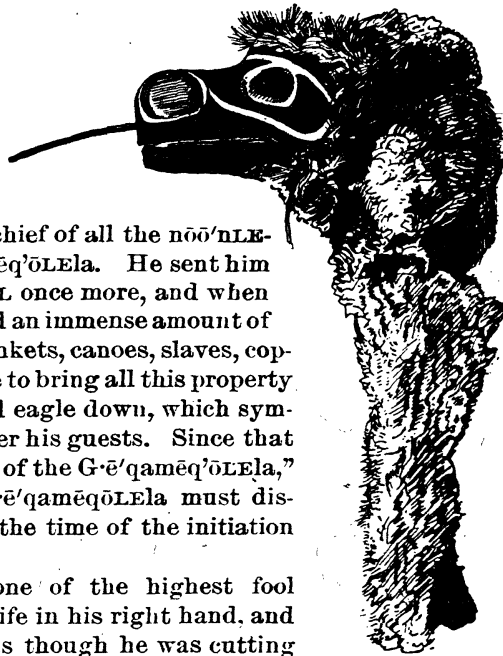 chief of all the nōō'nLE-
ēq'ōLEla. He sent him
L once more, and when
d an immense amount of
nkets, canoes, slaves, cop-
e to bring all this property
l eagle down, which sym-
er his guests. Since that
of the G·ē'qamēq'ōLEla,"
·ē'qamēqōLEla must dis-
the time of the initiation
one of the highest fool
ife in his right hand, and
s though he was cutting